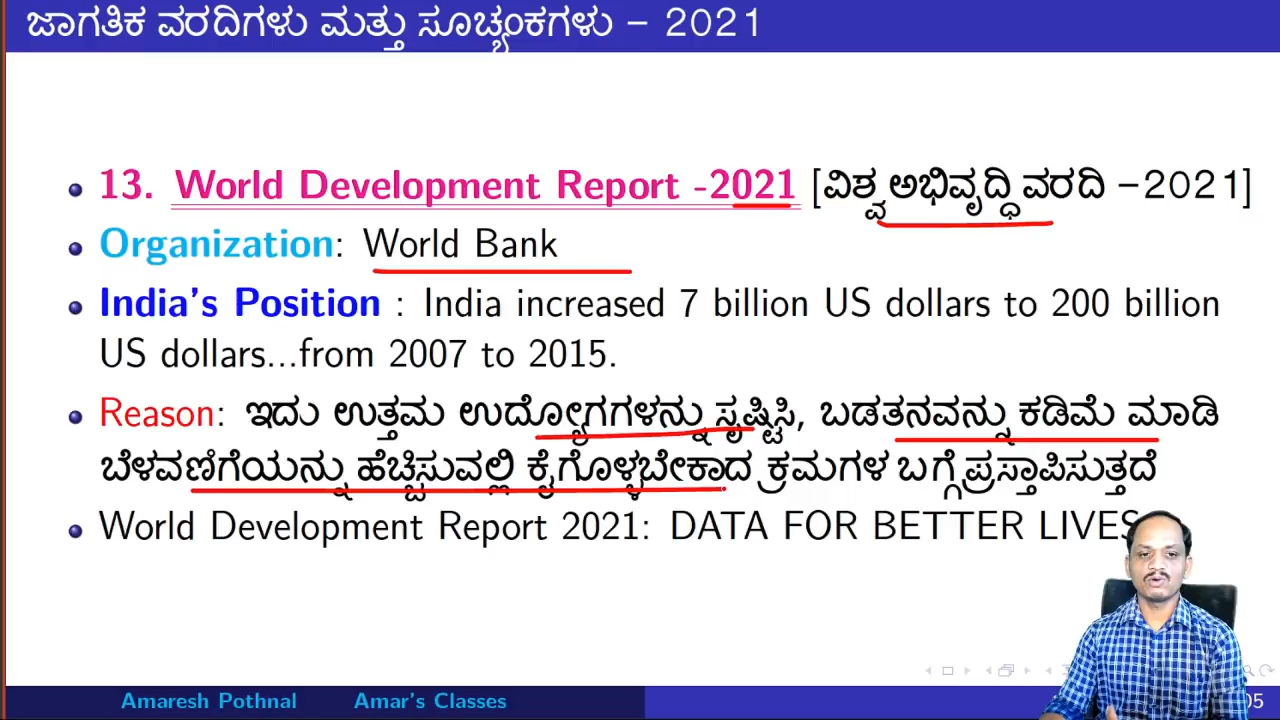 ಜಾಗತಿಕ ವರದಿಗಳು ಮತ್ತು ಸೂಚ್ಯಂಕಗಳು – 2021
13. World Development Report -2021 [ವಿಶ್ವ ಅಭಿವೃದ್ಧಿ ವರದಿ –2021]
Organization: World Bank
India's Position : India increased 7 billion US dollars to 200 billion
US dollars...from 2007 to 2015.
Reason: ಇದು ಉತ್ತಮ ಉದ್ಯೋಗಗಳನ್ನು ಸೃಷ್ಟಿಸಿ, ಬಡತನವನ್ನು ಕಡಿಮೆ ಮಾಡಿ
ಬೆಳವಣಿಗೆಯನ್ನು ಹೆಚ್ಚಿಸುವಲ್ಲಿ ಕೈಗೊಳ್ಳಬೇಕಾದ ಕ್ರಮಗಳ ಬಗ್ಗೆ ಪ್ರಸ್ತಾಪಿಸುತ್ತದೆ
World Development Report 2021: DATA FOR BETTER LIVES
Amaresh Pothnal Amar's Classes